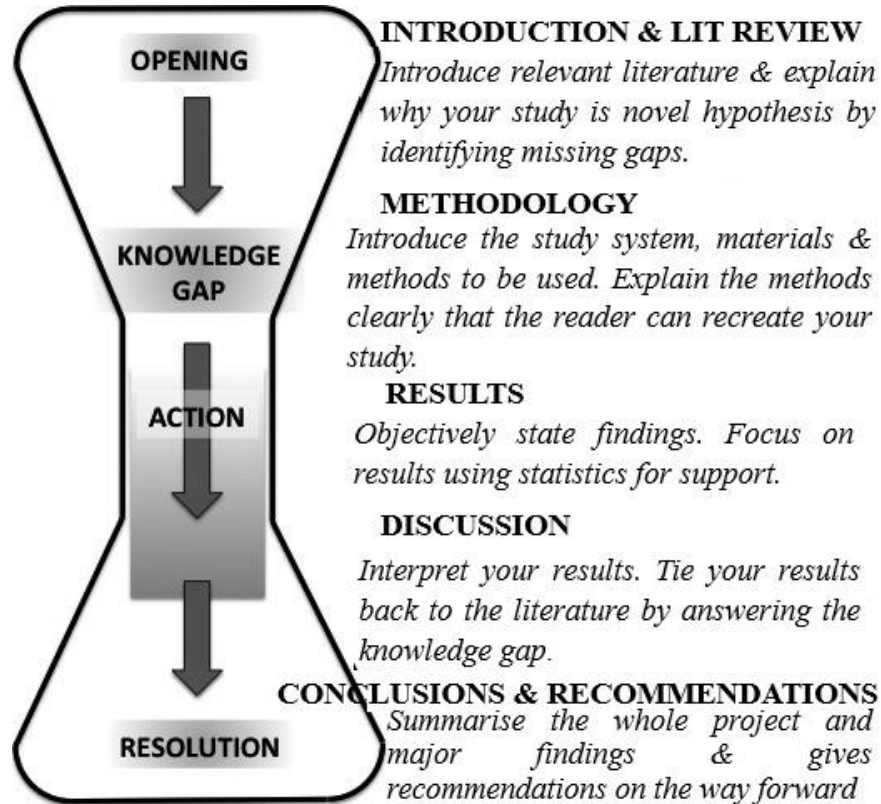 OPENING
KNOWLEDGE
GAP
ACTION
RESOLUTION
INTRODUCTION & LIT REVIEW
Introduce relevant literature & explain
why your study is novel hypothesis by
identifying missing gaps.
METHODOLOGY
Introduce the study system, materials &
methods to be used. Explain the methods
clearly that the reader can recreate your
study.
RESULTS
Objectively state findings. Focus on
results using statistics for support.
DISCUSSION
Interpret your results. Tie your results
back to the literature by answering the
knowledge gap.
CONCLUSIONS & RECOMMENDATIONS
Summarise the whole project and
major findings & gives
recommendations on the way forward